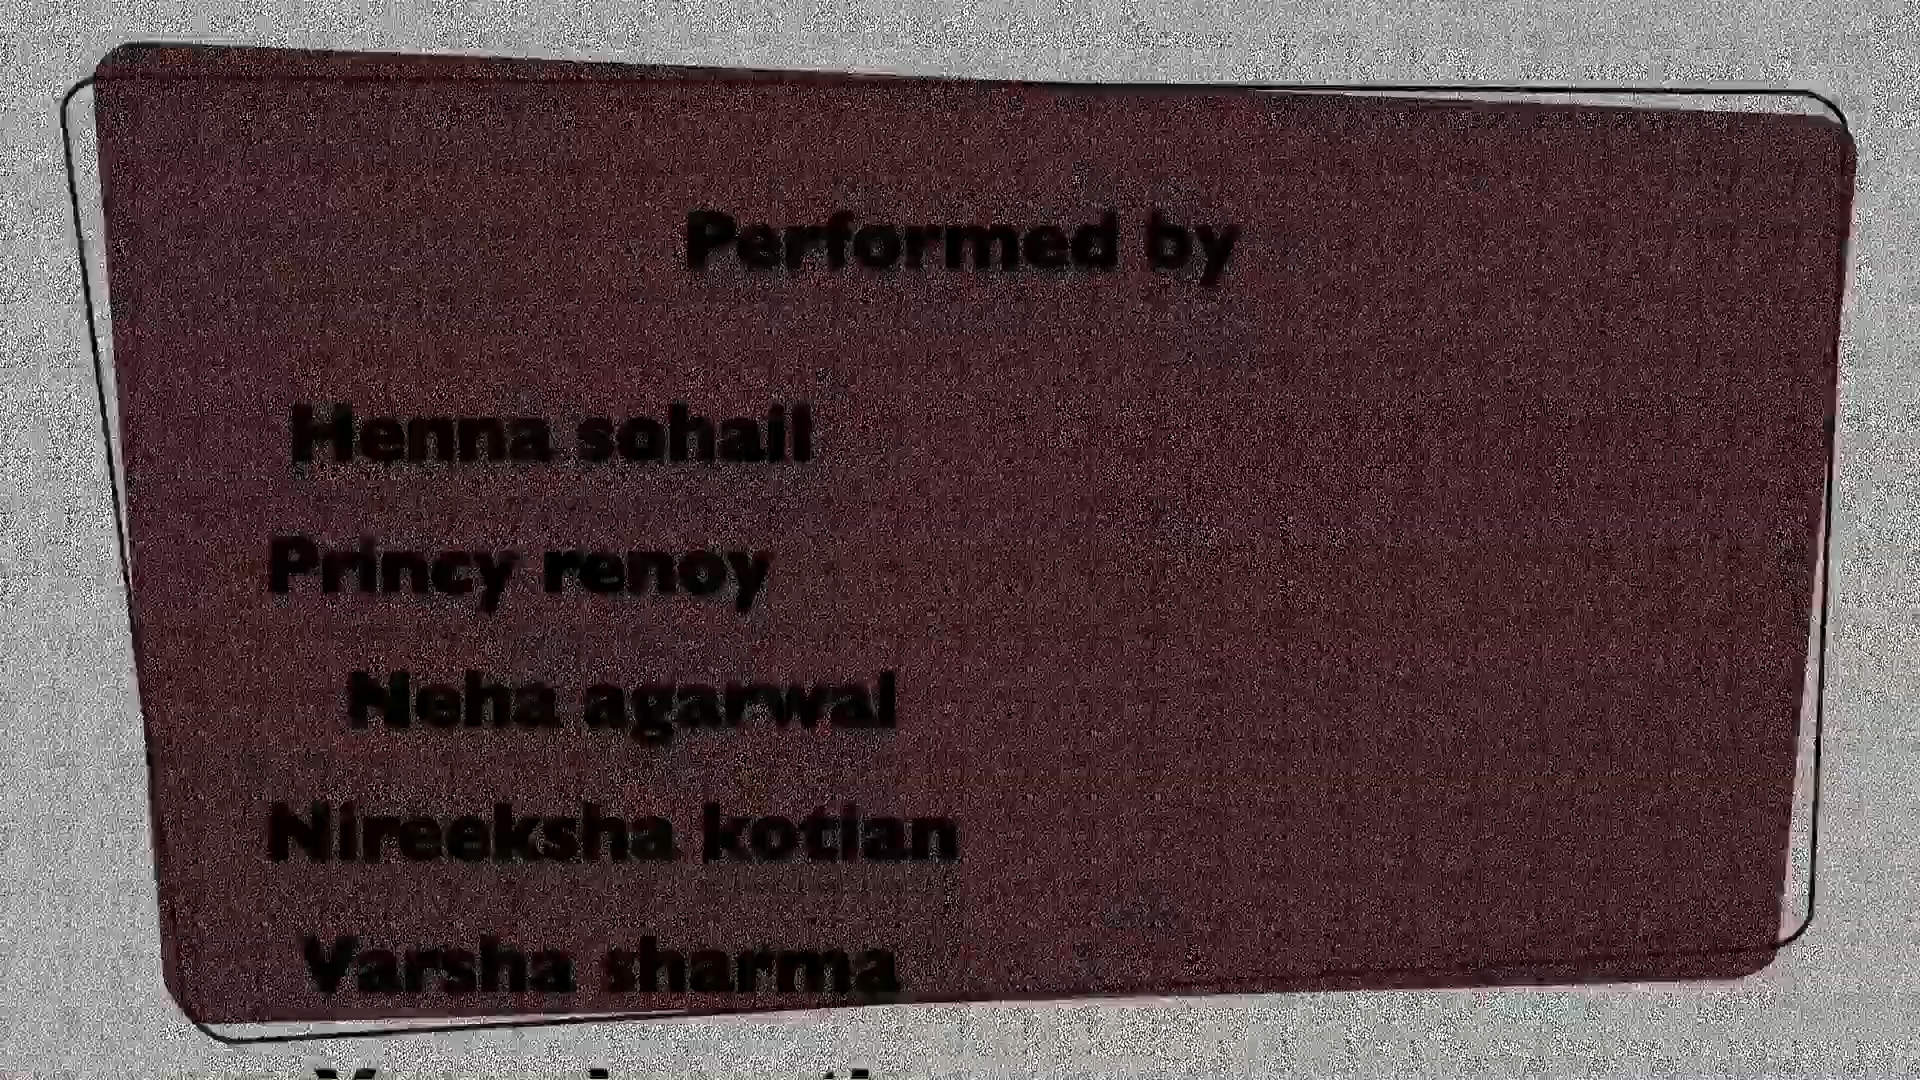 Performed by
Henna sohail
Princy renoy
Neha agarwal
Nireeksha kotian
Varsha sharma